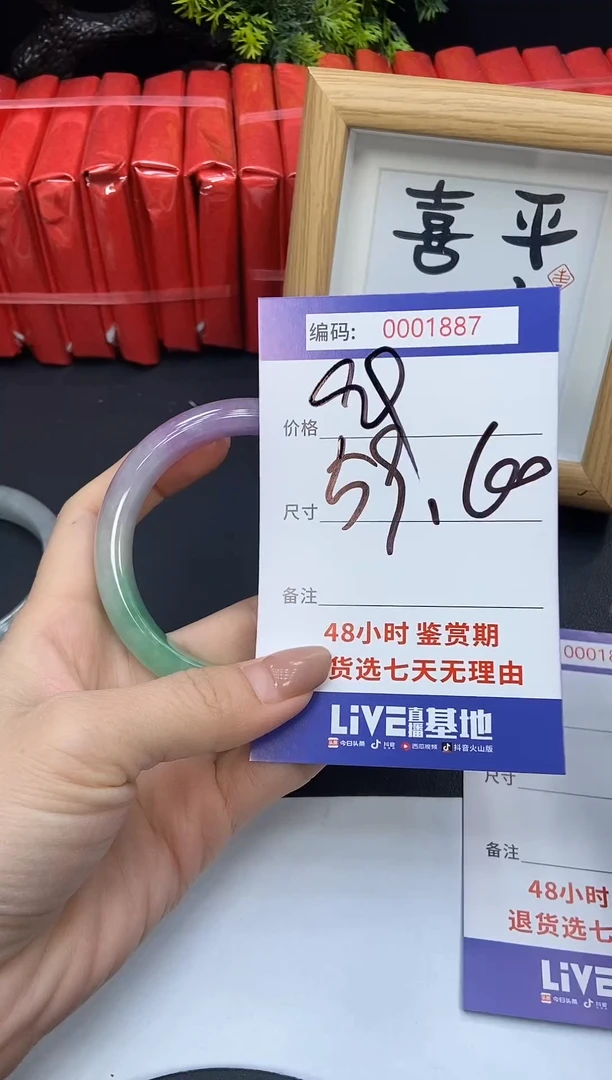 喜平
编码: 0001887
价格
尺寸 59.6
备注
48小时 鉴赏期
货选七天无理由
LiVE直播基地
今日头条 抖音 西瓜视频 抖音火山版
尺寸
备注
48小时
退货选七
LiVE
今日头条